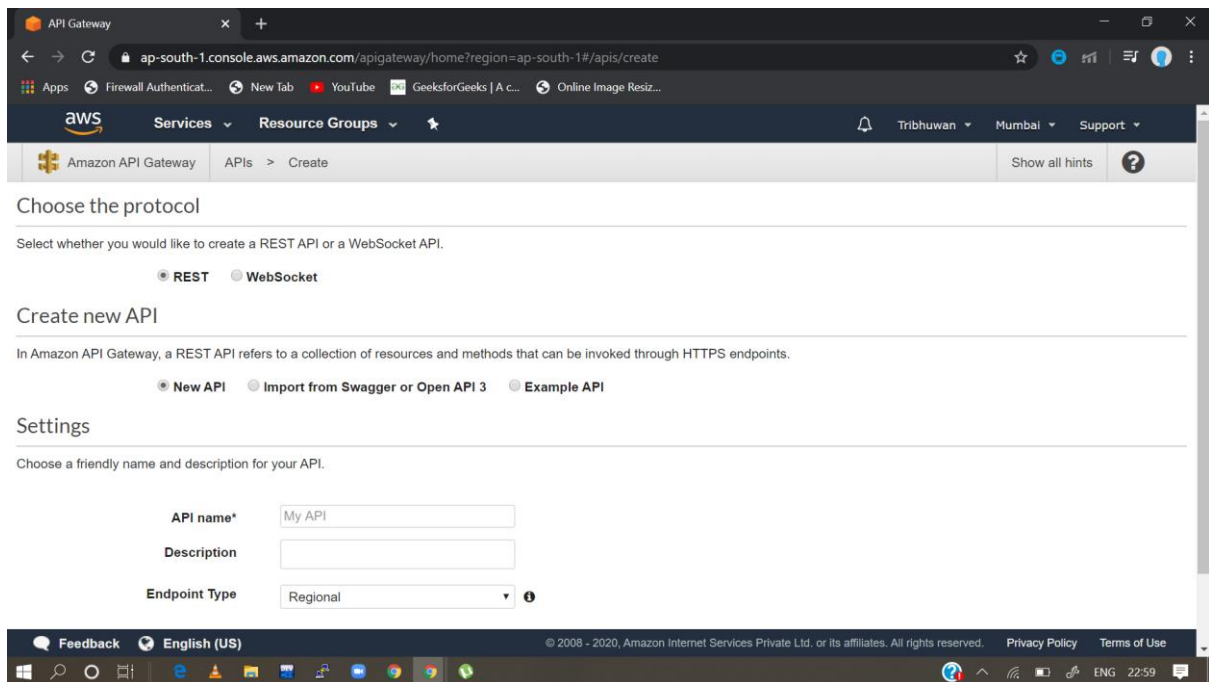 API Gateway
ap-south-1.console.aws.amazon.com/apigateway/home?region=ap-south-1#/apis/create
Apps Firewall Authenticat... New Tab YouTube GeeksforGeeks | A c... Online Image Resiz...
aws Services Resource Groups Tribhuwan Mumbai Support
Amazon API Gateway APIs > Create Show all hints ?
Choose the protocol
Select whether you would like to create a REST API or a WebSocket API.
REST WebSocket
Create new API
In Amazon API Gateway, a REST API refers to a collection of resources and methods that can be invoked through HTTPS endpoints.
New API Import from Swagger or Open API 3 Example API
Settings
Choose a friendly name and description for your API.
API name* My API
Description
Endpoint Type Regional
Feedback English (US) © 2008 - 2020, Amazon Internet Services Private Ltd. or its affiliates. All rights reserved. Privacy Policy Terms of Use
ENG 22:59